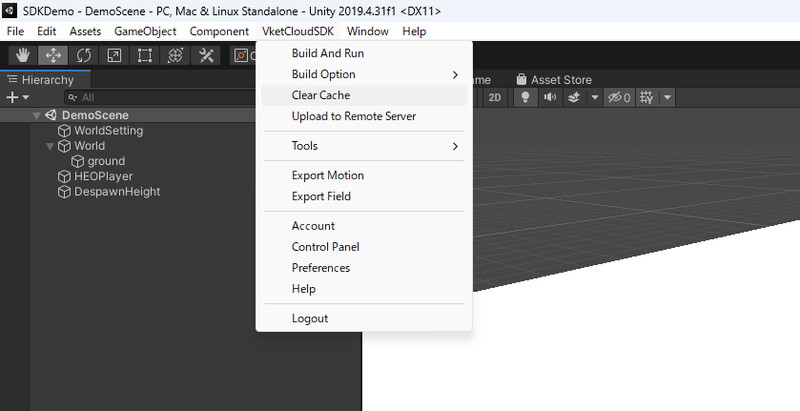 SDKDemo - DemoScene - PC, Mac & Linux Standalone - Unity 2019.4.31f1 <DX11>
File Edit Assets GameObject Component VketCloudSDK Window Help
Hierarchy
Asset Store
All
2D
0
DemoScene
WorldSetting
World
ground
HEOPlayer
DespawnHeight
Build And Run
Build Option
Clear Cache
Upload to Remote Server
Tools
Export Motion
Export Field
Account
Control Panel
Preferences
Help
Logout